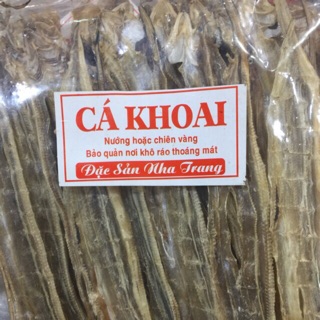 CÁ KHOAI
Nướng hoặc chiên vàng
Bảo quản nơi khô ráo thoáng mát
Đặc Sản Nha Trang